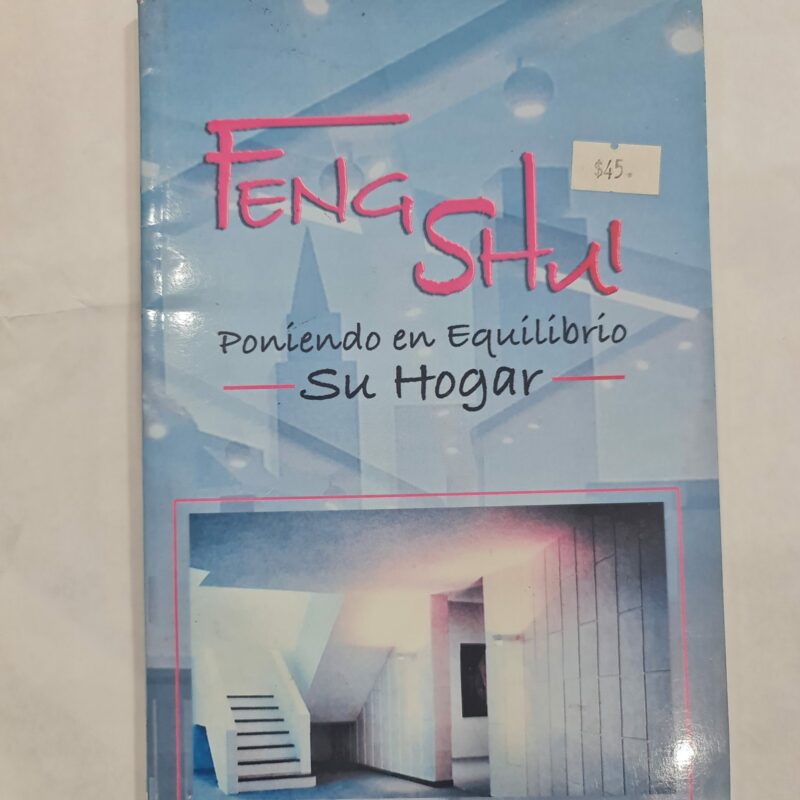 FENG
SHUI
$45.
Poniendo en Equilibrio
Su Hogar